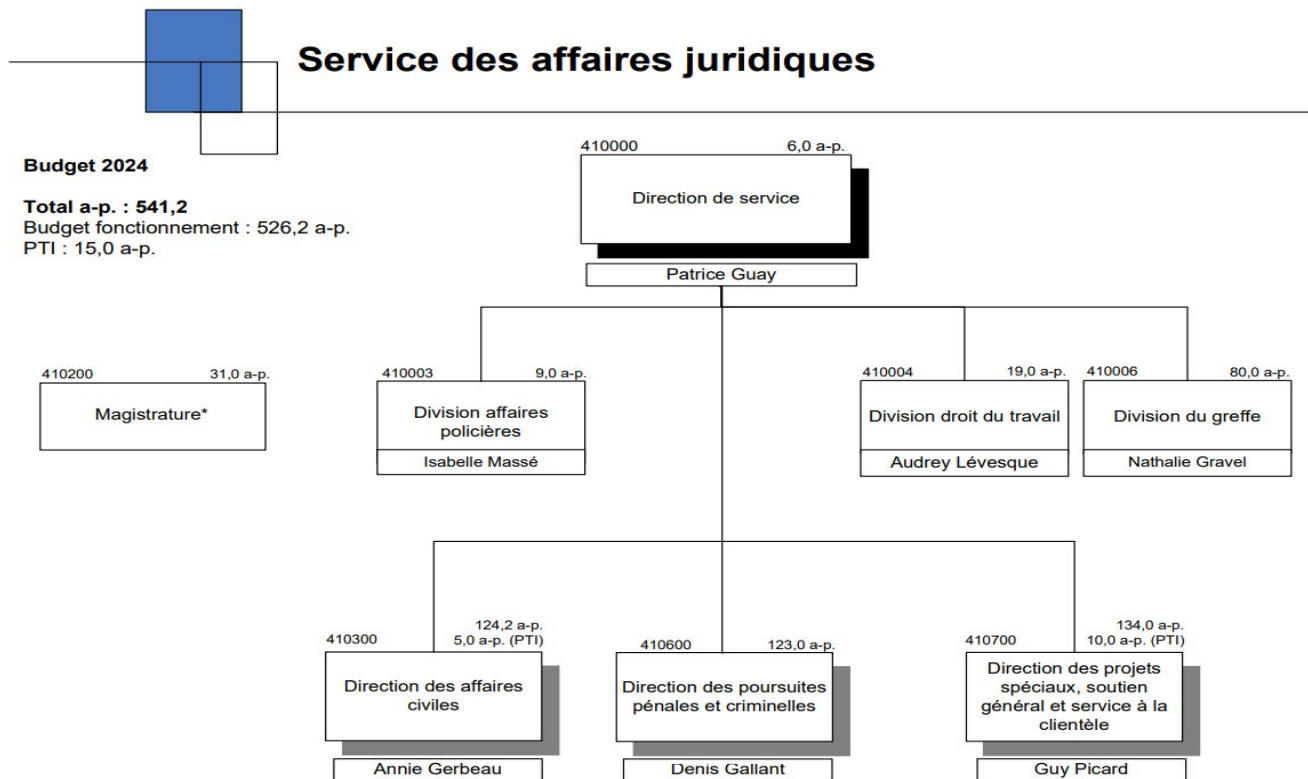 Service des affaires juridiques
Budget 2024
Total a-p. : 541,2
Budget fonctionnement : 526,2 a-p.
PTI : 15,0 a-p.
410000 6,0 a-p.
Direction de service
Patrice Guay
410200 31,0 a-p.
Magistrature*
410003 9,0 a-p.
Division affaires
policières
Isabelle Massé
410004 19,0 a-p.
Division droit du travail
Audrey Lévesque
410006 80,0 a-p.
Division du greffe
Nathalie Gravel
124,2 a-p.
410300 5,0 a-p. (PTI)
Direction des affaires
civiles
Annie Gerbeau
410600 123,0 a-p.
Direction des poursuites
pénales et criminelles
Denis Gallant
134,0 a-p.
410700 10,0 a-p. (PTI)
Direction des projets
spéciaux, soutien
général et service à la
clientèle
Guy Picard